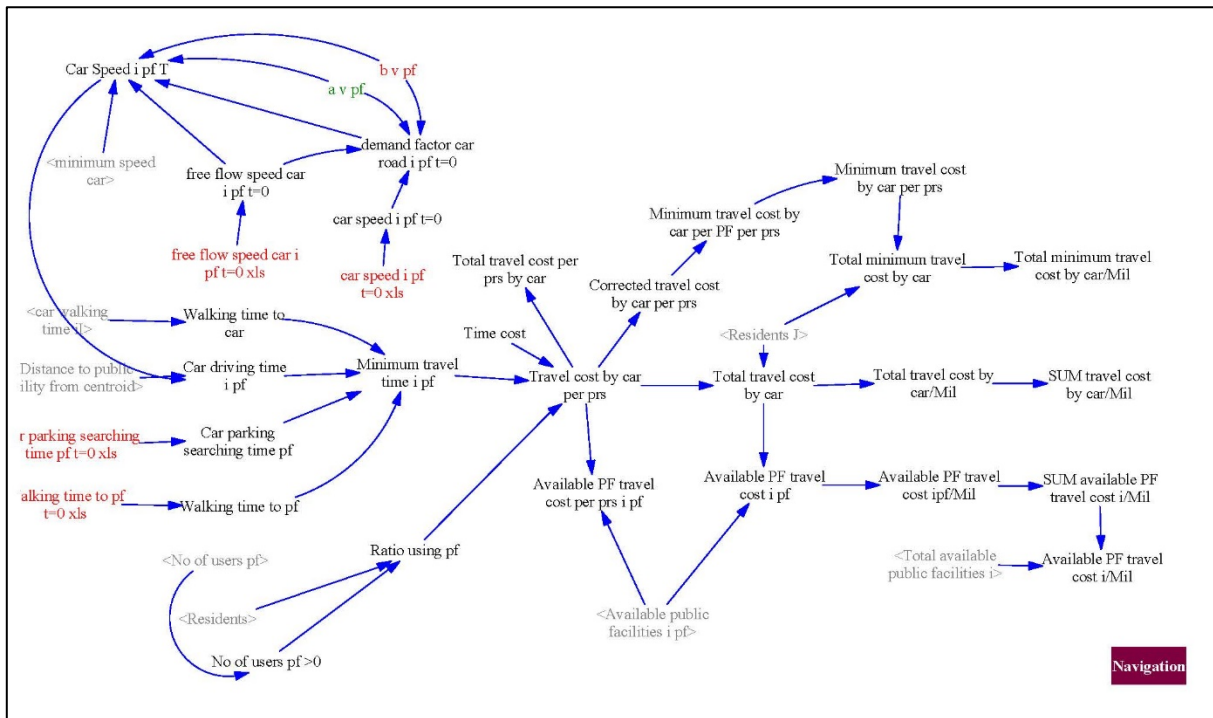 Car Speed i pf T
b v pf
a v pf
<minimum speed
car>
free flow speed car
i pf t=0
demand factor car
road i pf t=0
car speed i pf t=0
free flow speed car i
pf t=0 xls
car speed i pf
t=0 xls
Minimum travel cost
by car per prs
Minimum travel cost by
car per PF per prs
Total travel cost per
prs by car
Corrected travel cost
by car per prs
Total minimum travel
cost by car
Total minimum travel
cost by car/Mil
<car walking
time iJ>
Walking time to
car
Time cost
<Residents J>
Distance to public
ility from centroid>
Car driving time
i pf
Minimum travel
time i pf
Travel cost by car
per prs
Total travel cost
by car
Total travel cost by
car/Mil
SUM travel cost
by car/Mil
r parking searching
time pf t=0 xls
Car parking
searching time pf
alking time to pf
t=0 xls
Walking time to pf
Available PF travel
cost per prs i pf
Available PF travel
cost i pf
Available PF travel
cost ipf/Mil
SUM available PF
travel cost i/Mil
<No of users pf>
Ratio using pf
<Total available
public facilities i>
Available PF travel
cost i/Mil
<Residents>
<Available public
facilities i pf>
No of users pf >0
Navigation